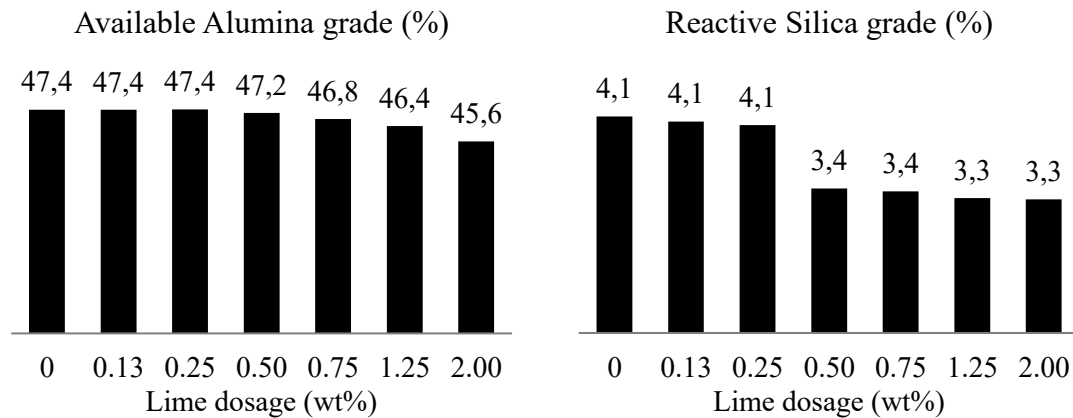 Available Alumina grade (%)
47,4 47,4 47,4 47,2 46,8 46,4 45,6
0 0.13 0.25 0.50 0.75 1.25 2.00
Lime dosage (wt%)
Reactive Silica grade (%)
4,1 4,1 4,1 3,4 3,4 3,3 3,3
0 0.13 0.25 0.50 0.75 1.25 2.00
Lime dosage (wt%)